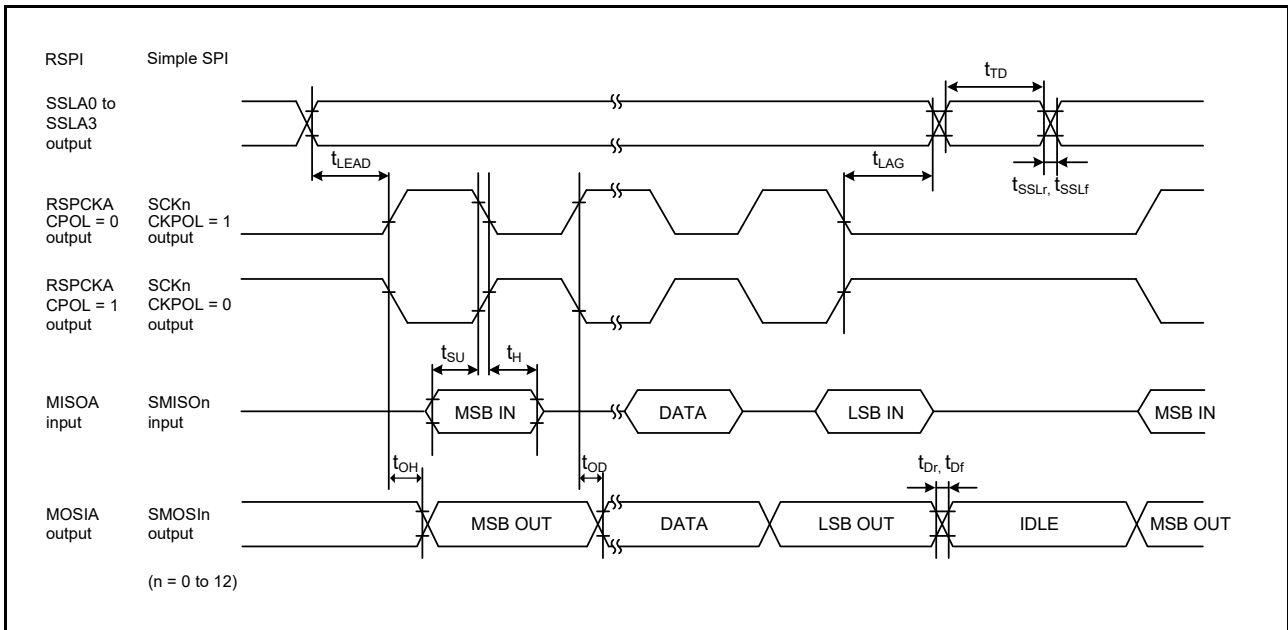 RSPI Simple SPI
SSLA0 to
SSLA3
output
tTD
tLEAD
tLAG
tSSLr, tSSLf
RSPCKA
CPOL = 0
output
SCKn
CKPOL = 1
output
RSPCKA
CPOL = 1
output
SCKn
CKPOL = 0
output
tSU
tH
MISOA
input
SMISOn
input
MSB IN
DATA
LSB IN
MSB IN
tOH
tOD
tDr, tDf
MOSIA
output
SMOSIn
output
MSB OUT
DATA
LSB OUT
IDLE
MSB OUT
(n = 0 to 12)